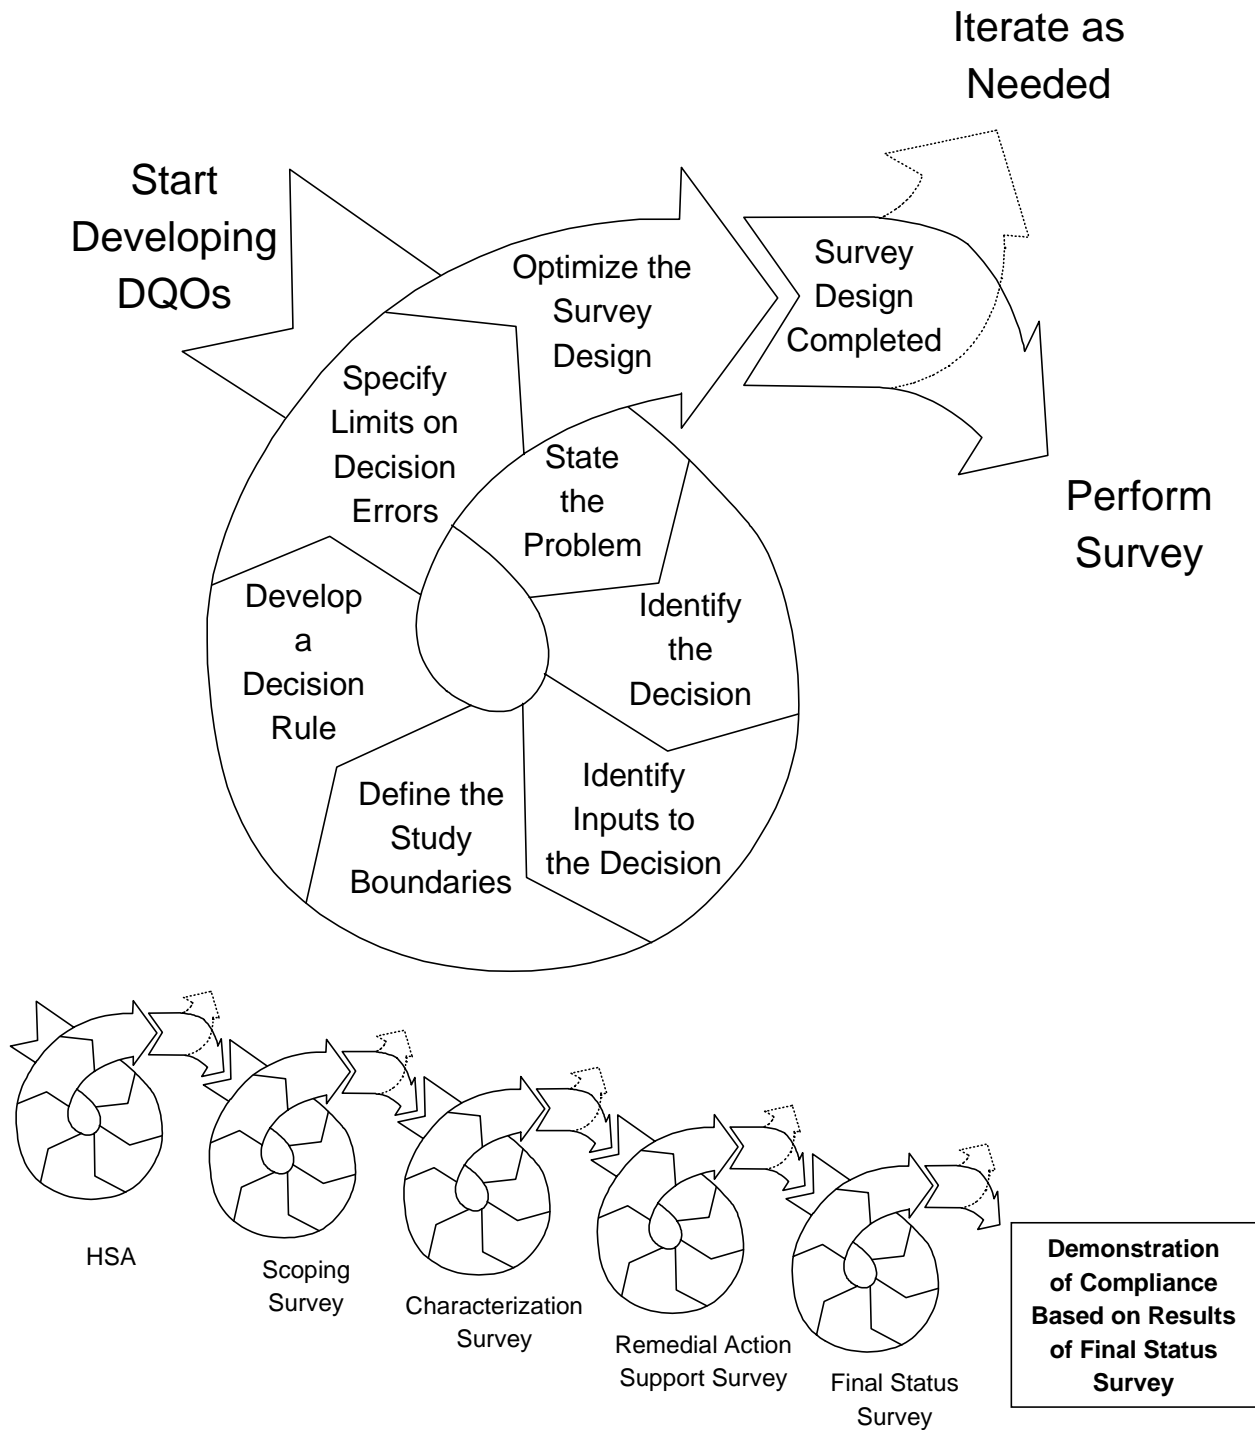 Iterate as
Needed
Start
Developing
DQOs
Optimize the
Survey
Design
Survey
Design
Completed
Specify
Limits on
Decision
Errors
State
the
Problem
Perform
Survey
Develop
a
Decision
Rule
Identify
the
Decision
Define the
Study
Boundaries
Identify
Inputs to
the Decision
HSA
Scoping
Survey
Characterization
Survey
Remedial Action
Support Survey
Final Status
Survey
Demonstration
of Compliance
Based on Results
of Final Status
Survey